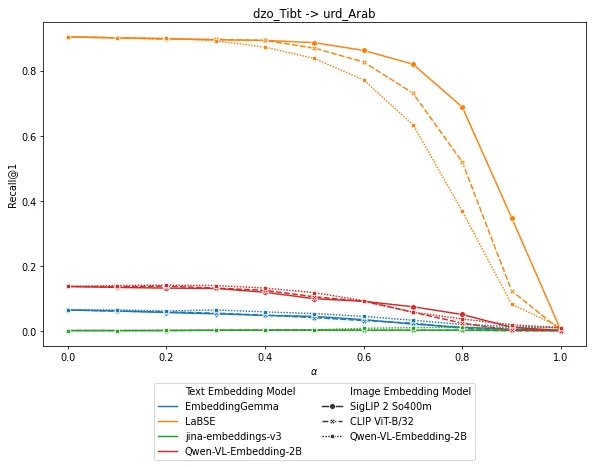 dzo_Tibt -> urd_Arab
Recall@1
0.8
0.6
0.4
0.2
0.0
0.0 0.2 0.4 0.6 0.8 1.0
α
Text Embedding Model
EmbeddingGemma
LaBSE
jina-embeddings-v3
Qwen-VL-Embedding-2B
Image Embedding Model
SigLIP 2 So400m
CLIP ViT-B/32
Qwen-VL-Embedding-2B